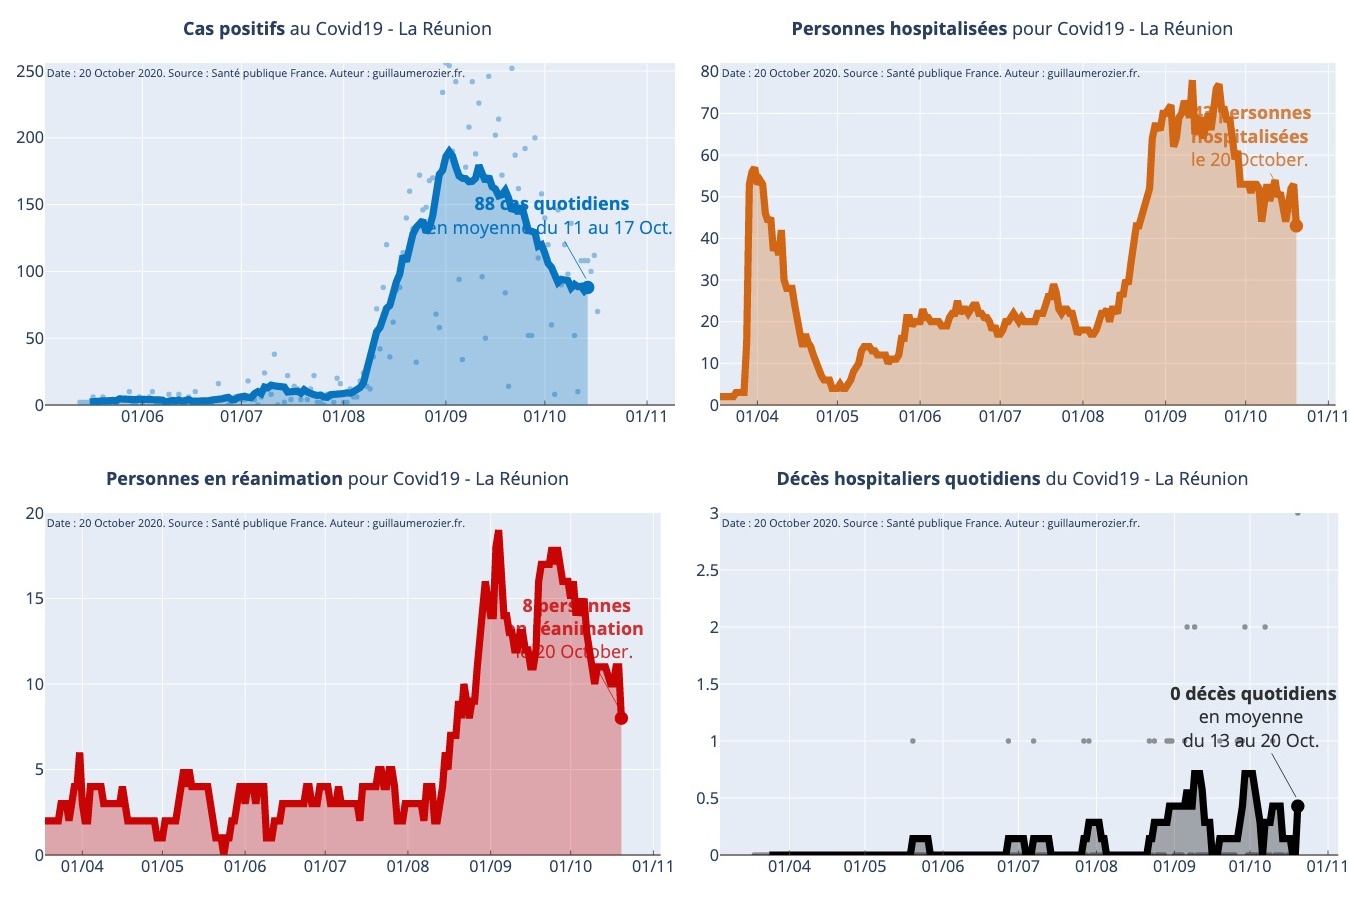 Cas positifs au Covid19 - La Réunion
Date : 20 October 2020. Source : Santé publique France. Auteur : guillaumerozier.fr.
250
200
150
100
50
0
88 cas quotidiens
en moyenne du 11 au 17 Oct.
01/06 01/07 01/08 01/09 01/10 01/11
Personnes hospitalisées pour Covid19 - La Réunion
Date : 20 October 2020. Source : Santé publique France. Auteur : guillaumerozier.fr.
80
70
60
50
40
30
20
10
0
43 personnes
hospitalisées
le 20 October.
01/04 01/05 01/06 01/07 01/08 01/09 01/10 01/11
Personnes en réanimation pour Covid19 - La Réunion
Date : 20 October 2020. Source : Santé publique France. Auteur : guillaumerozier.fr.
20
15
10
5
0
8 personnes
en réanimation
le 20 October.
01/04 01/05 01/06 01/07 01/08 01/09 01/10 01/11
Décès hospitaliers quotidiens du Covid19 - La Réunion
Date : 20 October 2020. Source : Santé publique France. Auteur : guillaumerozier.fr.
3
2.5
2
1.5
1
0.5
0
0 décès quotidiens
en moyenne
du 13 au 20 Oct.
01/04 01/05 01/06 01/07 01/08 01/09 01/10 01/11